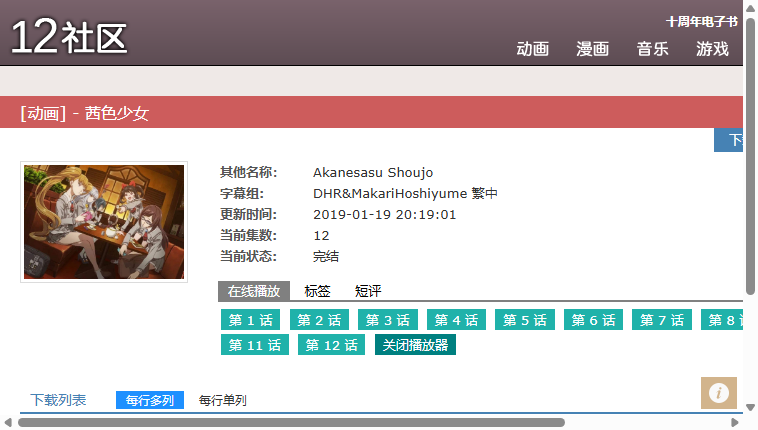 12社区
十周年电子书
动画 漫画 音乐 游戏
[动画] - 茜色少女
下
其他名称: Akanesasu Shoujo
字幕组: DHR&MakariHoshiyume 繁中
更新时间: 2019-01-19 20:19:01
当前集数: 12
当前状态: 完结
在线播放 标签 短评
第 1 话 第 2 话 第 3 话 第 4 话 第 5 话 第 6 话 第 7 话 第 8
第 11 话 第 12 话 关闭播放器
下载列表 每行多列 每行单列